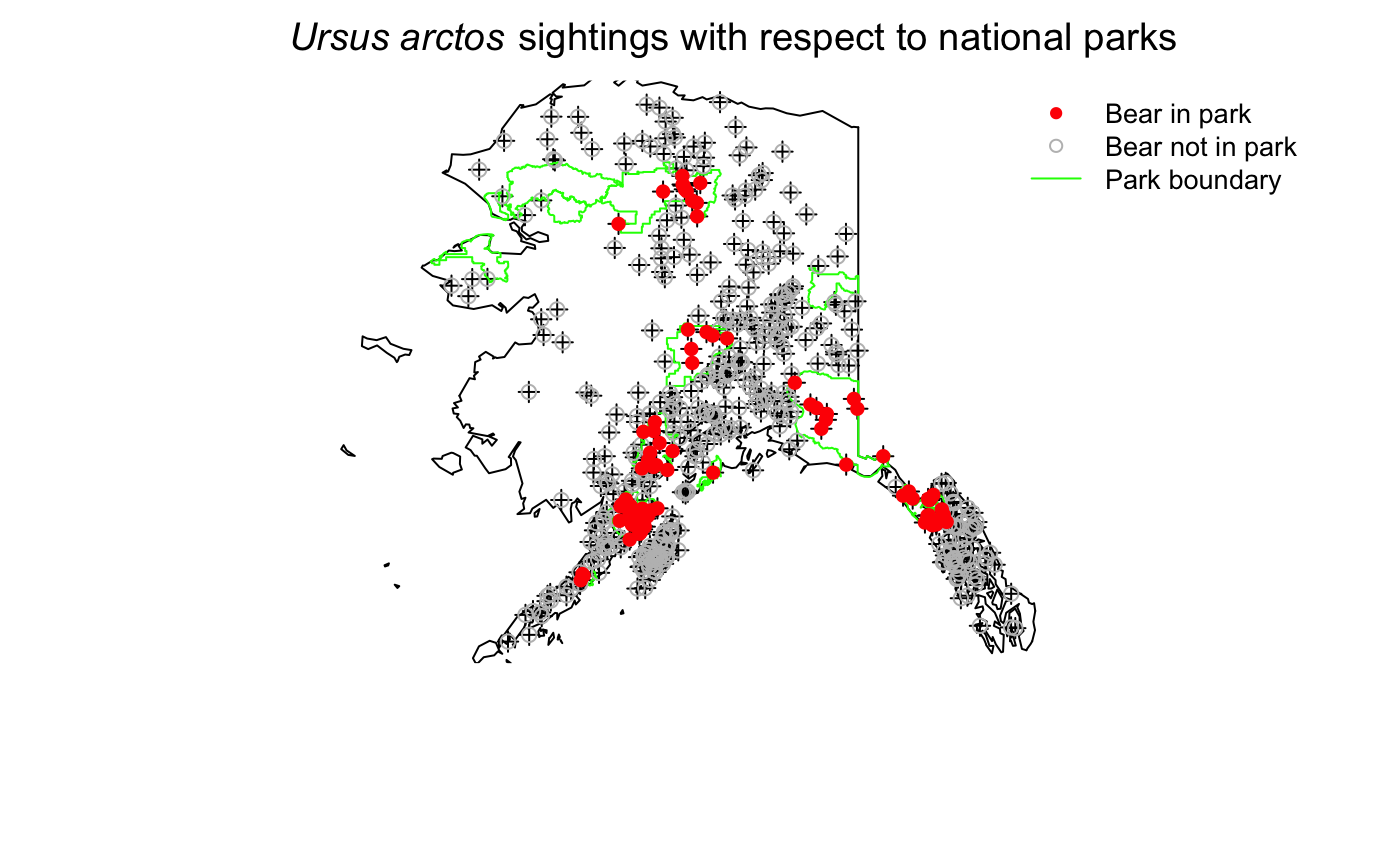 Ursus arctos sightings with respect to national parks
Bear in park
Bear not in park
Park boundary